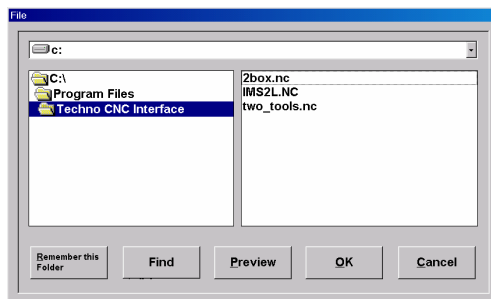 File
c:
C:\
Program Files
Techno CNC Interface
2box.nc
IMS2L.NC
two_tools.nc
Remember this
Folder
Find
Preview
OK
Cancel